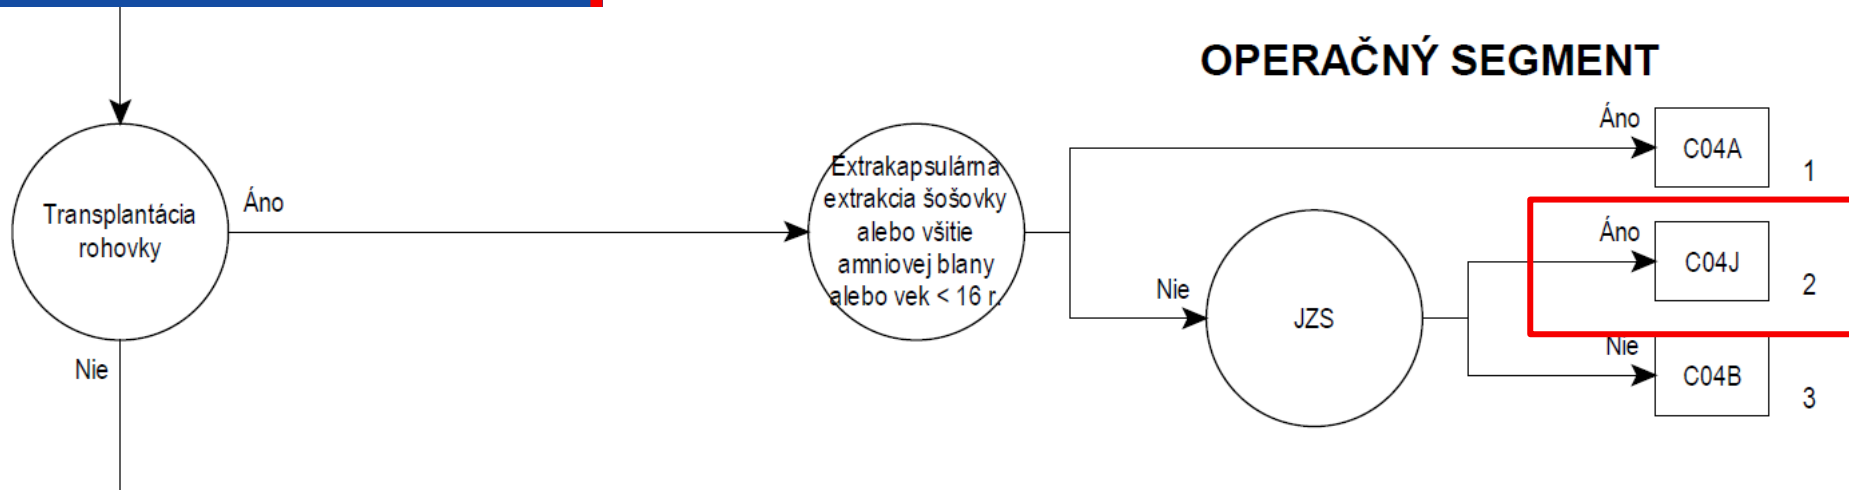 OPERAČNÝ SEGMENT
Transplantácia
rohovky
Áno
Nie
Extrakapsulárna
extrakcia šošovky
alebo všitie
amniovej blany
alebo vek < 16 r.
Áno
C04A
1
Nie
JZS
Áno
C04J
2
Nie
C04B
3